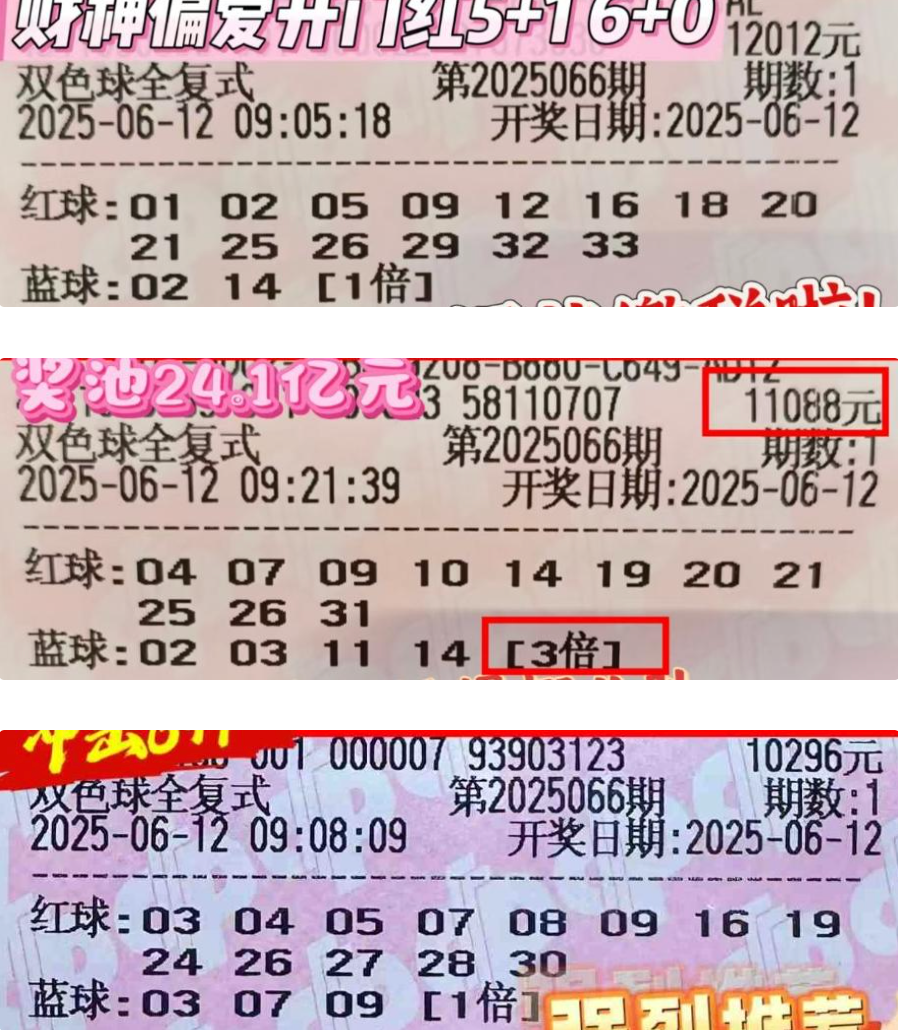 财神偏爱开门红5+1 6+0
12012元
双色球全复式 第2025066期 期数:1
2025-06-12 09:05:18 开奖日期:2025-06-12
红球:01 02 05 09 12 16 18 20
21 25 26 29 32 33
蓝球:02 14 [1倍]
奖池24.1亿元
58110707 11088元
双色球全复式 第2025066期 期数:1
2025-06-12 09:21:39 开奖日期:2025-06-12
红球:04 07 09 10 14 19 20 21
25 26 31
蓝球:02 03 11 14 [3倍]
001 000007 93903123 10296元
双色球全复式 第2025066期 期数:1
2025-06-12 09:08:09 开奖日期:2025-06-12
红球:03 04 05 07 08 09 16 19
24 26 27 28 30
蓝球:03 07 09 [1倍]
强烈推荐